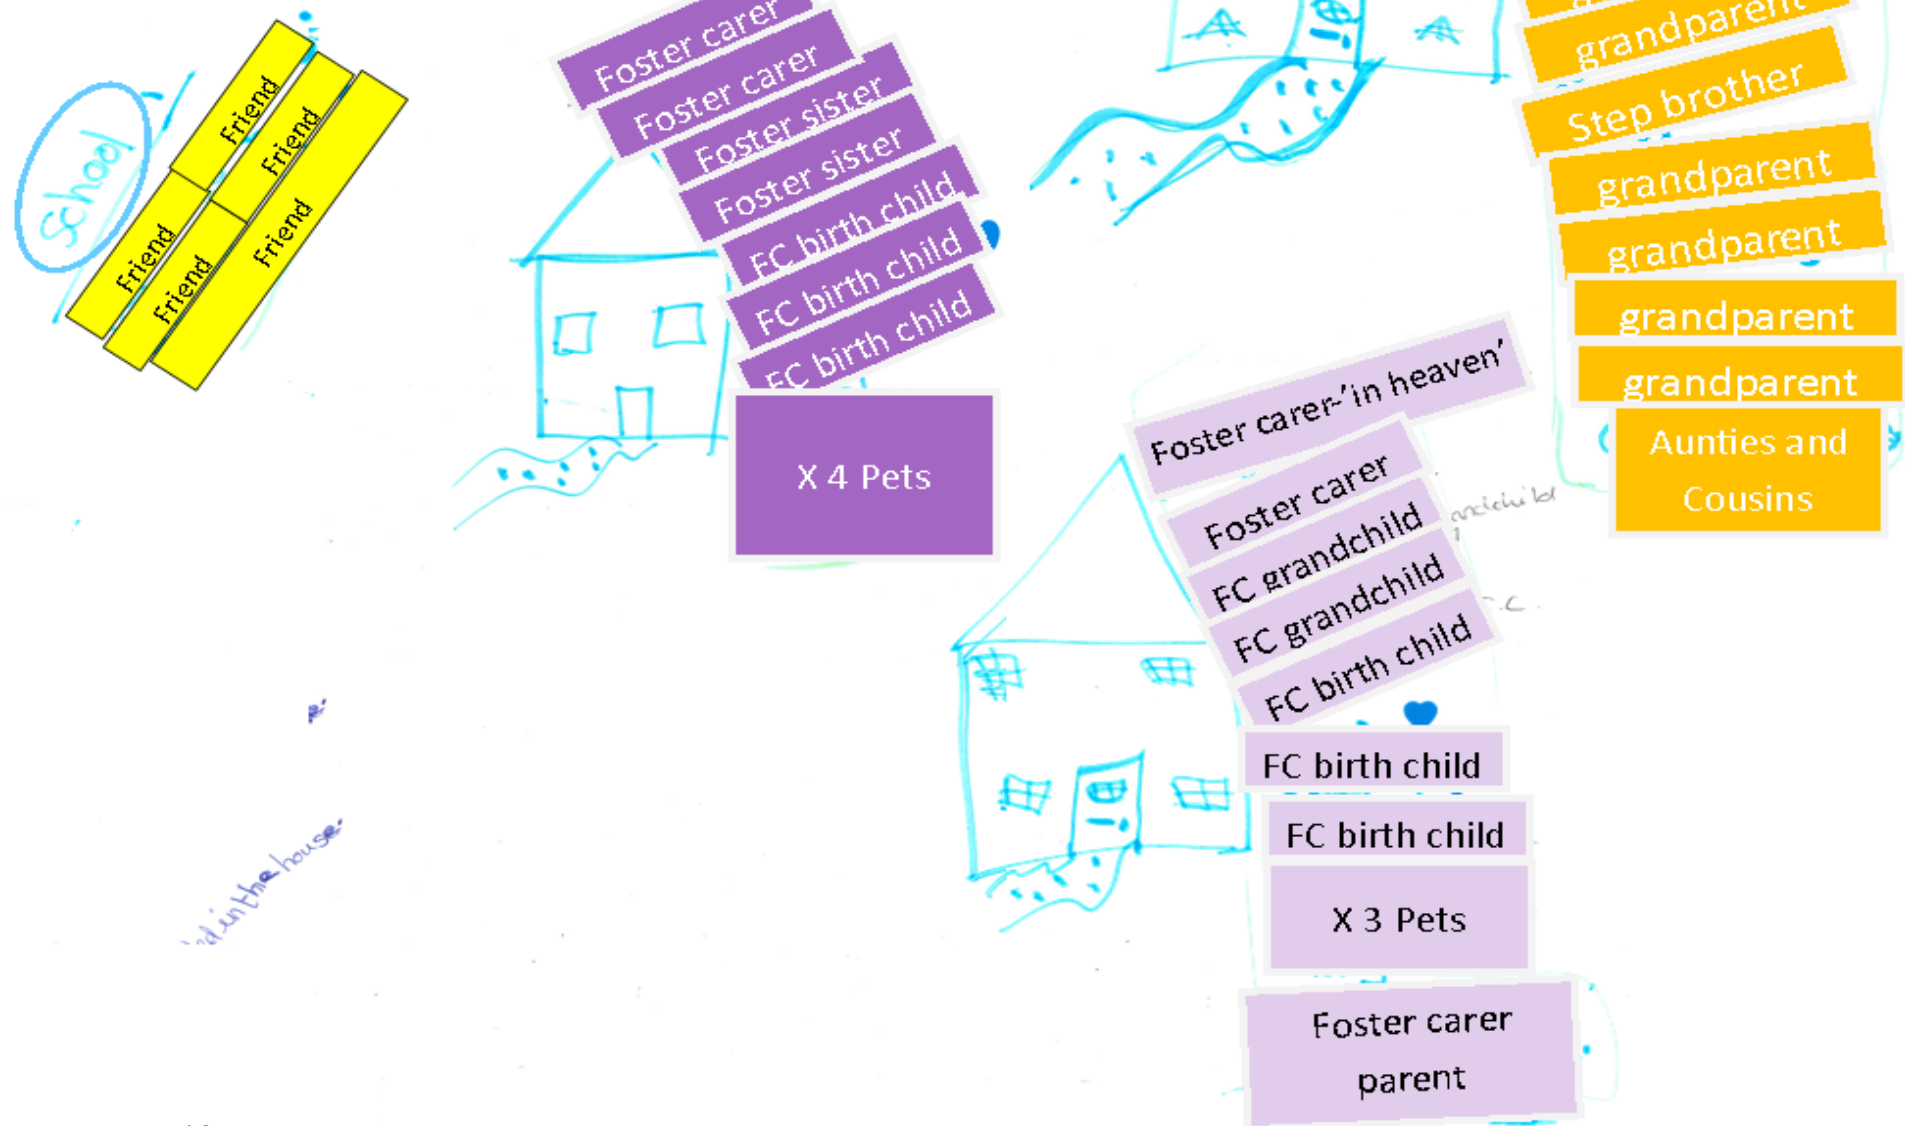 School
Friend
Friend
Friend
Friend
Friend
Foster carer
Foster carer
Foster sister
Foster sister
FC birth child
FC birth child
FC birth child
X 4 Pets
grandparent
Step brother
grandparent
grandparent
grandparent
grandparent
Aunties and
Cousins
Foster carer-'in heaven'
Foster carer
FC grandchild
FC grandchild
FC birth child
FC birth child
FC birth child
X 3 Pets
Foster carer
parent
in the house.